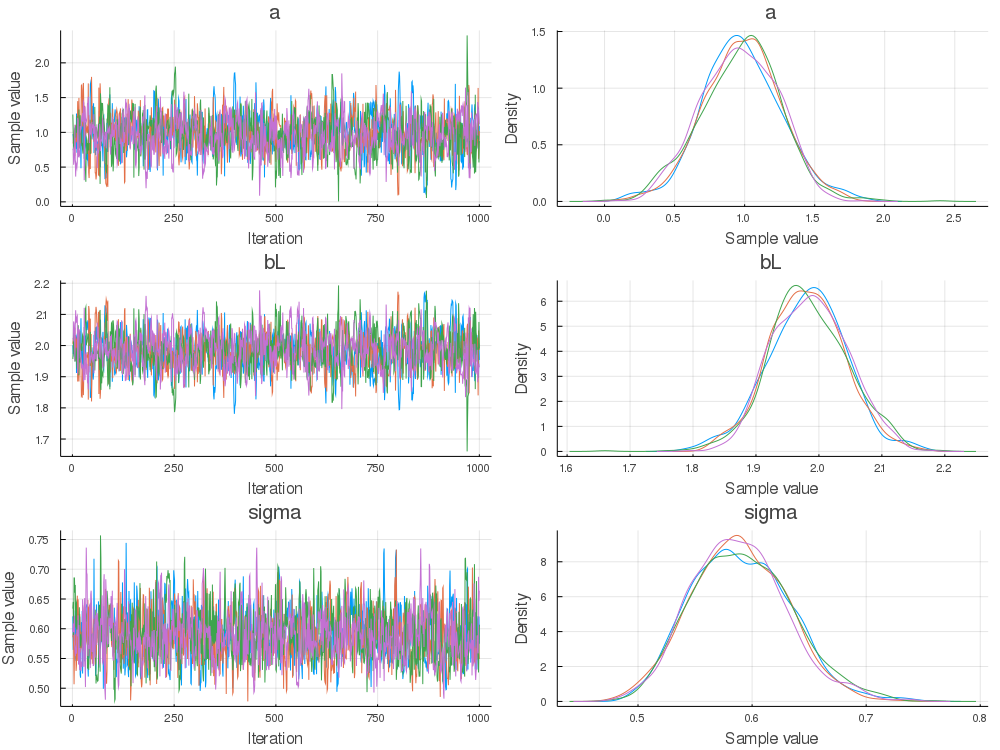 a
Sample value
2.0
1.5
1.0
0.5
0.0
0 250 500 750 1000
Iteration
a
Density
1.5
1.0
0.5
0.0
0.0 0.5 1.0 1.5 2.0 2.5
Sample value
bL
Sample value
2.2
2.1
2.0
1.9
1.8
1.7
0 250 500 750 1000
Iteration
bL
Density
6
5
4
3
2
1
0
1.6 1.7 1.8 1.9 2.0 2.1 2.2
Sample value
sigma
Sample value
0.75
0.70
0.65
0.60
0.55
0.50
0 250 500 750 1000
Iteration
sigma
Density
8
6
4
2
0
0.5 0.6 0.7 0.8
Sample value